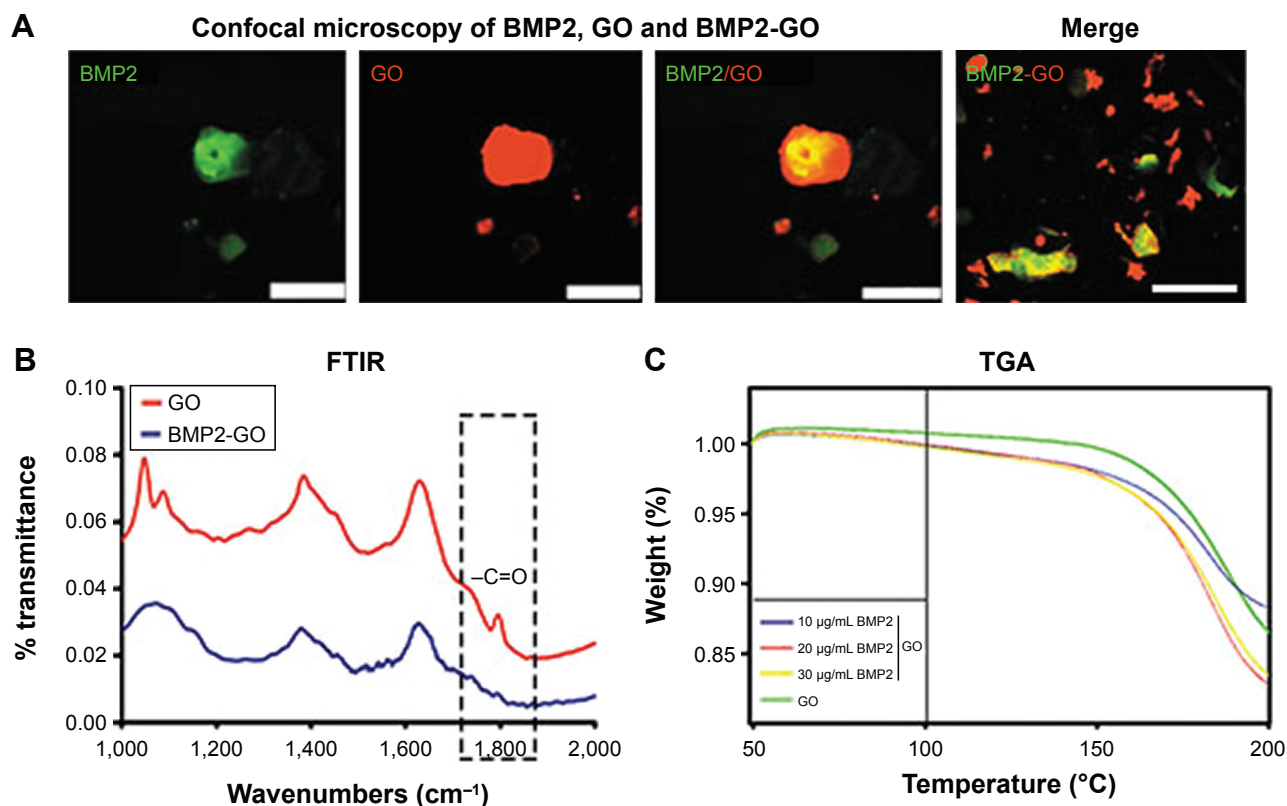 A
Confocal microscopy of BMP2, GO and BMP2-GO
Merge
BMP2
GO
BMP2/GO
BMP2-GO
B
FTIR
% transmittance
0.10
0.08
0.06
0.04
0.02
0.00
GO
BMP2-GO
–C=O
1,000
1,200
1,400
1,600
1,800
2,000
Wavenumbers (cm⁻¹)
C
TGA
Weight (%)
1.00
0.95
0.90
0.85
10 µg/mL BMP2
20 µg/mL BMP2
30 µg/mL BMP2
GO
GO
50
100
150
200
Temperature (°C)